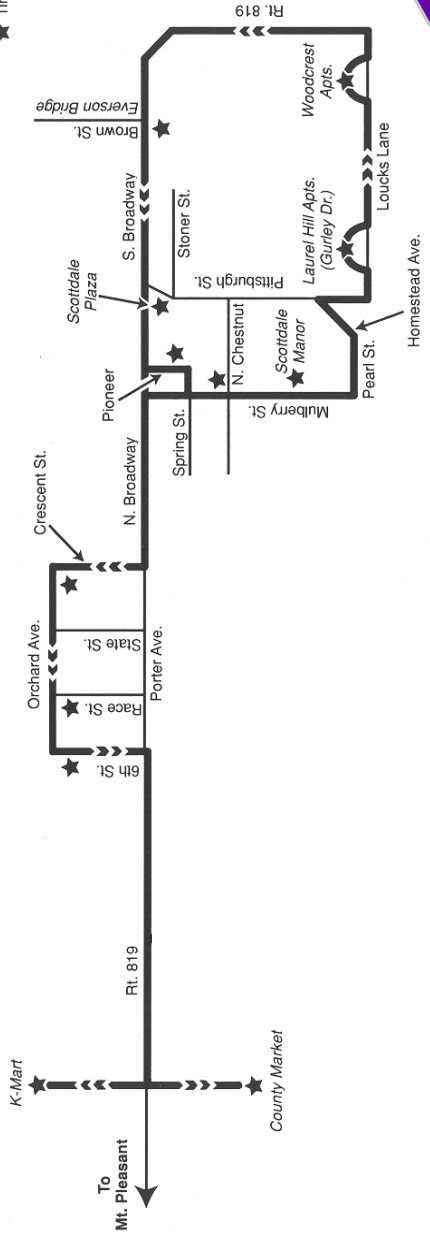 Rt. 819
Everson Bridge
Brown St.
Woodcrest
Apts.
S. Broadway
Stoner St.
Loucks Lane
Laurel Hill Apts.
(Gurley Dr.)
Pittsburgh St.
Scottdale
Plaza
Homestead Ave.
N. Chestnut
Scottdale
Manor
Pearl St.
Mulberry St.
Pioneer
Spring St.
N. Broadway
Crescent St.
Orchard Ave.
State St.
Porter Ave.
Race St.
6th St.
Rt. 819
K-Mart
County Market
To
Mt. Pleasant